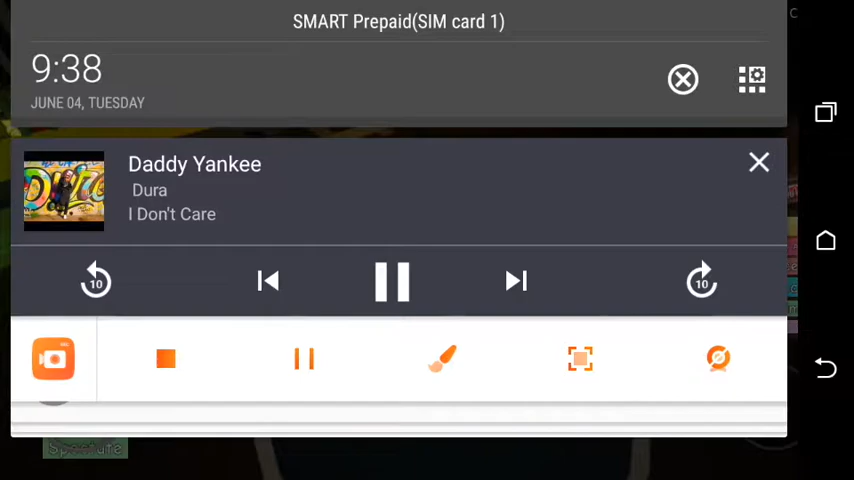 SMART Prepaid(SIM card 1)
9:38
JUNE 04, TUESDAY
Daddy Yankee
Dura
I Don't Care
10
10